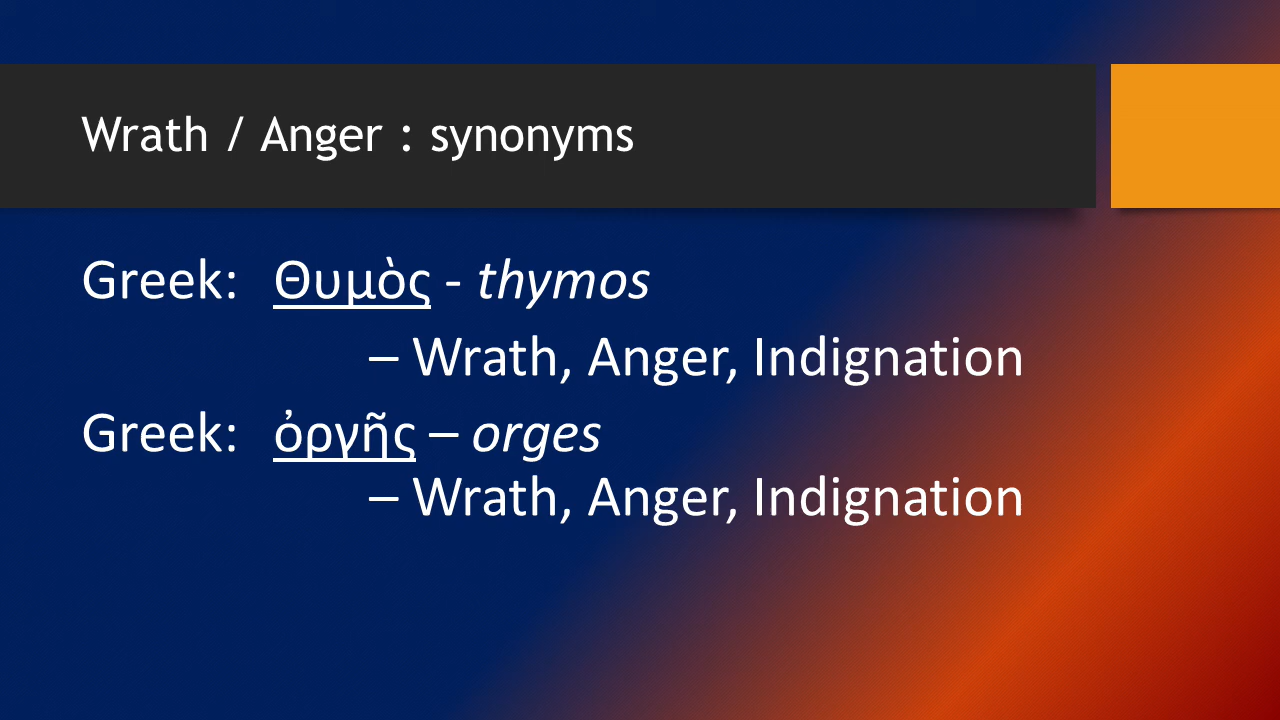 Wrath / Anger : synonyms
Greek: Θυμὸς - thymos
– Wrath, Anger, Indignation
Greek: ὀργῆς – orges
– Wrath, Anger, Indignation